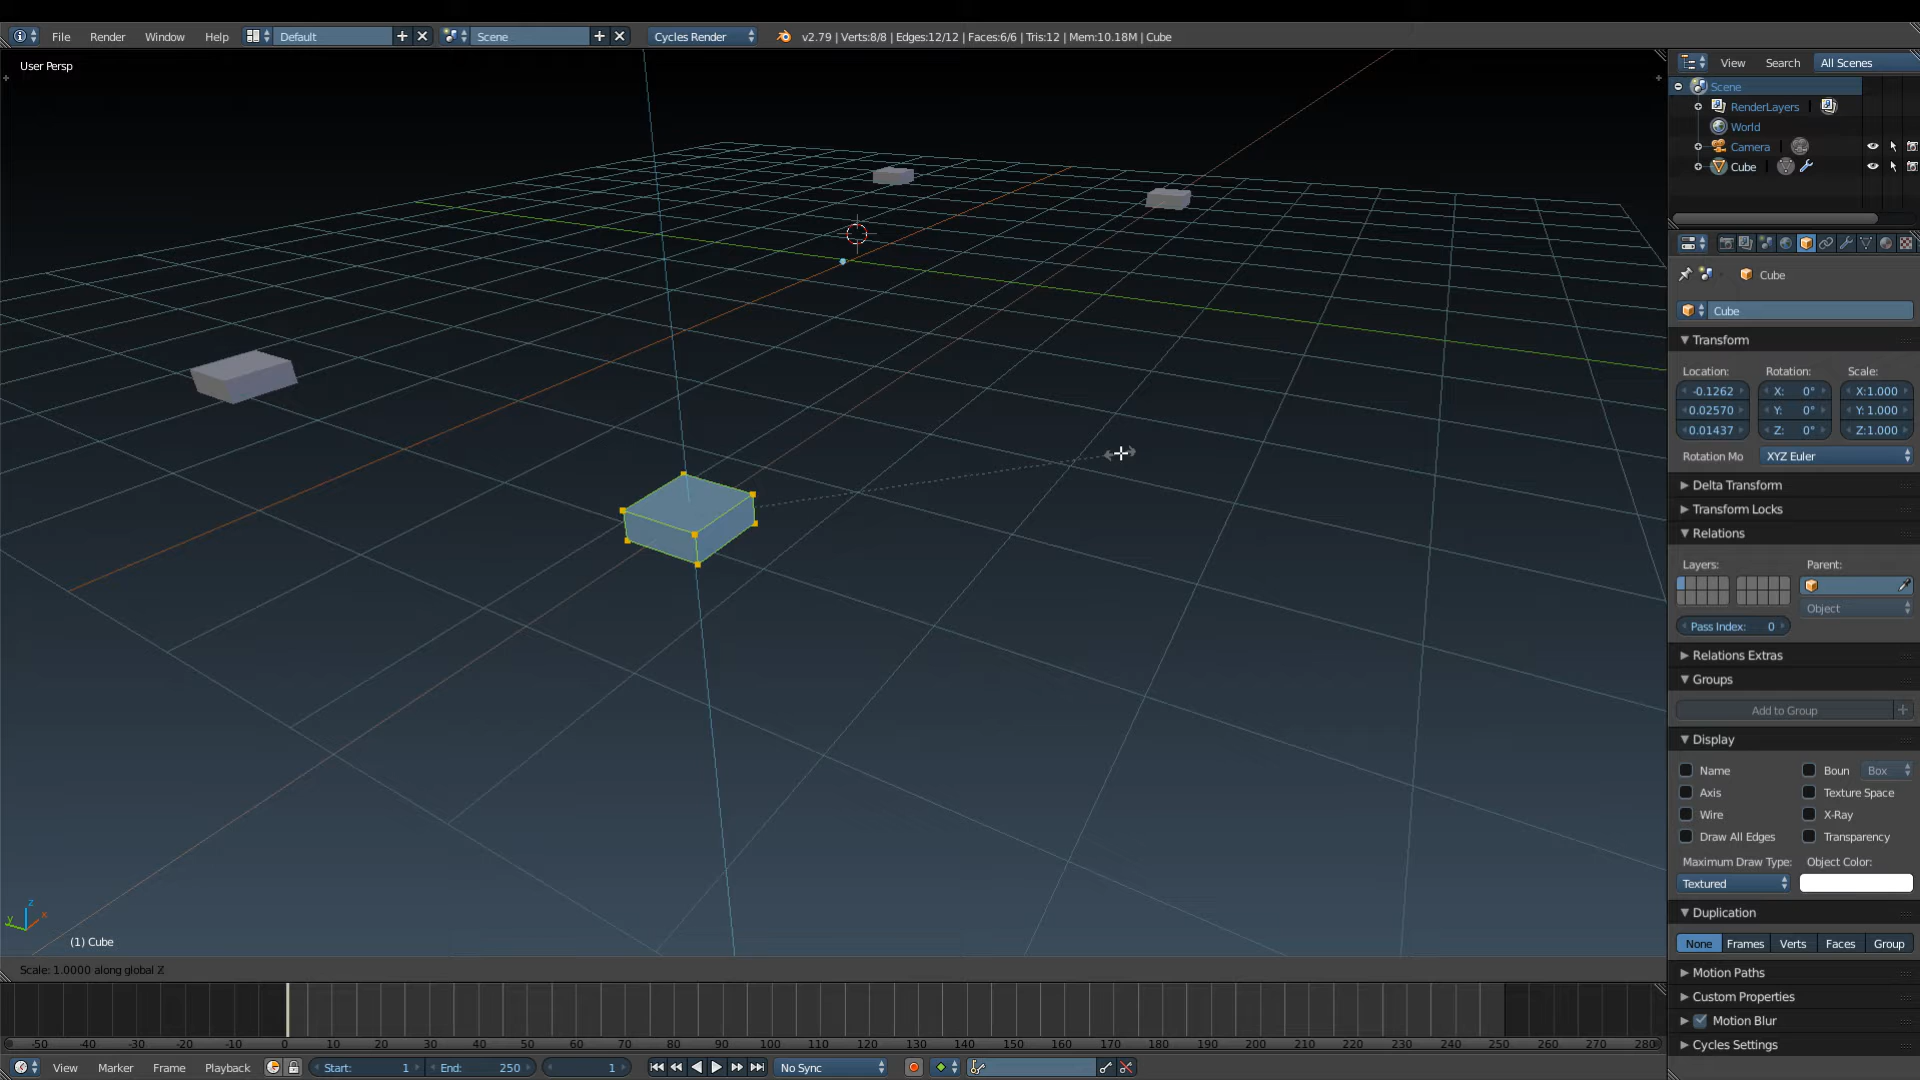 File Render Window Help Default Scene Cycles Render v2.79 | Verts:8/8 | Edges:12/12 | Faces:6/6 | Tris:12 | Mem:10.18M | Cube
User Persp
View Search All Scenes
Scene
RenderLayers
World
Camera
Cube
Cube
Cube
Transform
Location: Rotation: Scale:
-0.1262 X: 0° X:1.000
0.02570 Y: 0° Y: 1.000
0.01437 Z: 0° Z:1.000
Rotation Mo XYZ Euler
Delta Transform
Transform Locks
Relations
Layers: Parent:
Object
Pass Index: 0
Relations Extras
Groups
Add to Group
Display
Name Boun Box
Axis Texture Space
Wire X-Ray
Draw All Edges Transparency
Maximum Draw Type: Object Color:
Textured
Duplication
None Frames Verts Faces Group
Motion Paths
Custom Properties
Motion Blur
Cycles Settings
z
y x
(1) Cube
Scale: 1.0000 along global Z
-50 -40 -30 -20 -10 0 10 20 30 40 50 60 70 80 90 100 110 120 130 140 150 160 170 180 190 200 210 220 230 240 250 260 270 280
View Marker Frame Playback Start: 1 End: 250 1 No Sync